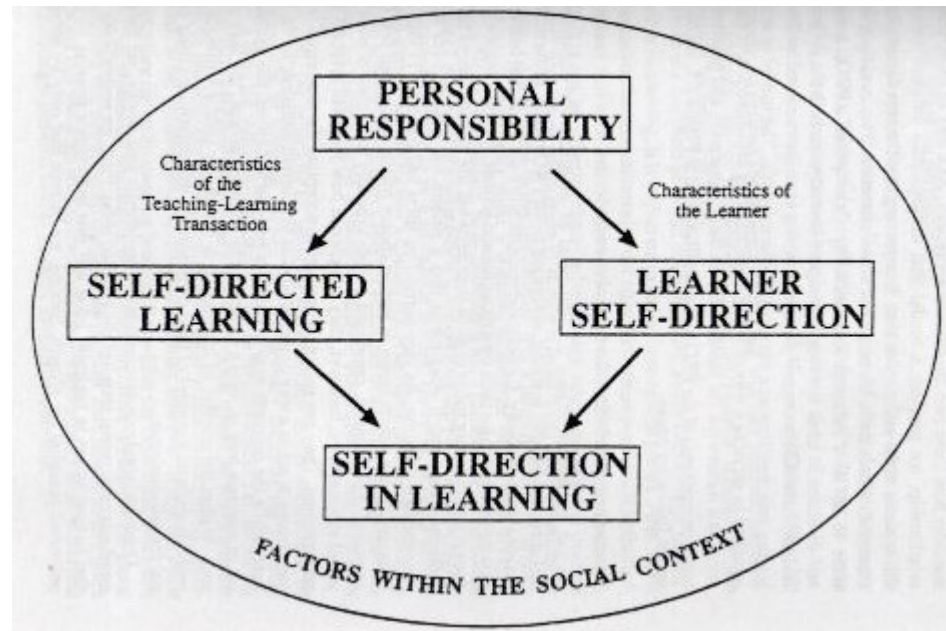 PERSONAL
RESPONSIBILITY
Characteristics
of the
Teaching-Learning
Transaction
Characteristics of
the Learner
SELF-DIRECTED
LEARNING
LEARNER
SELF-DIRECTION
SELF-DIRECTION
IN LEARNING
FACTORS WITHIN THE SOCIAL CONTEXT